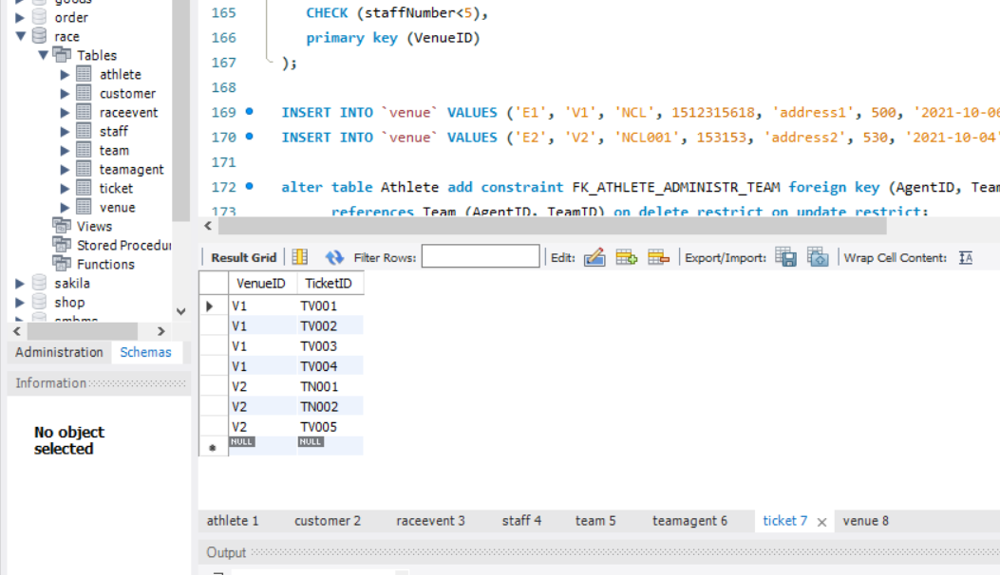 goods
order
race
Tables
athlete
customer
raceevent
staff
team
teamagent
ticket
venue
Views
Stored Procedu
Functions
sakila
shop
Administration
Schemas
Information
No object
selected
165 CHECK (staffNumber<5),
166 primary key (VenueID)
167 );
168
169 INSERT INTO `venue` VALUES ('E1', 'V1', 'NCL', 1512315618, 'address1', 500, '2021-10-06
170 INSERT INTO `venue` VALUES ('E2', 'V2', 'NCL001', 153153, 'address2', 530, '2021-10-04'
171
172 alter table Athlete add constraint FK_ATHLETE_ADMINISTR_TEAM foreign key (AgentID, Team
173 references Team (AgentID, TeamID) on delete restrict on update restrict;
Result Grid Filter Rows: Edit: Export/Import: Wrap Cell Content:
VenueID TicketID
V1 TV001
V1 TV002
V1 TV003
V1 TV004
V2 TN001
V2 TN002
V2 TV005
NULL NULL
athlete 1 customer 2 raceevent 3 staff 4 team 5 teamagent 6 ticket 7 venue 8
Output